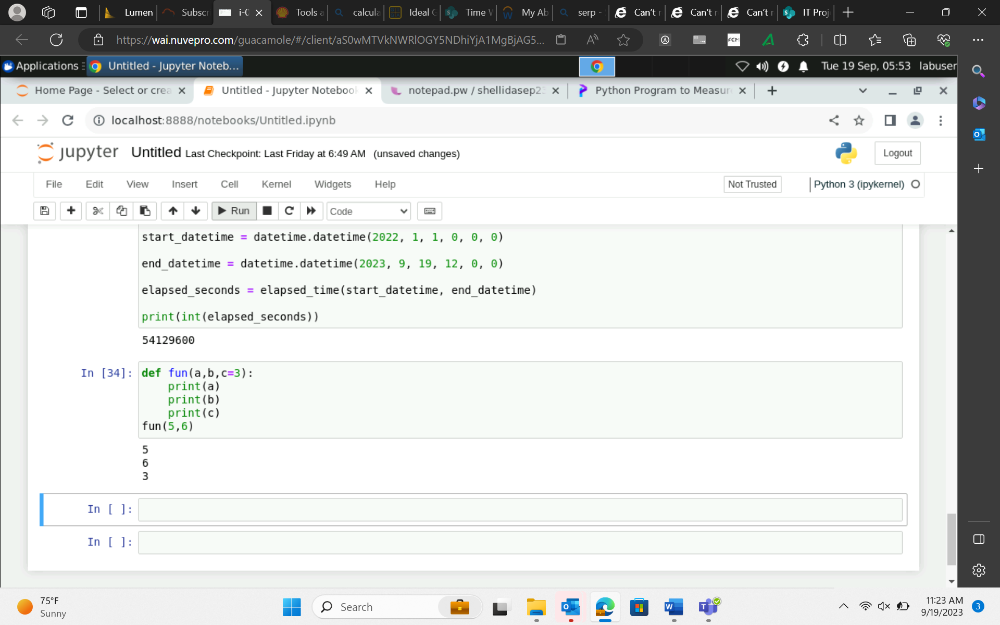 Lumen
Subscr
i-0
Tools a
calcula
Ideal G
Time V
My Ab
serp -
Can't r
Can't r
Can't r
IT Proj
https://wai.nuvepro.com/guacamole/#/client/aS0wMTVkNWRlOGY5NDhiYjA1MgBjAG5...
FCM
Applications
Untitled - Jupyter Noteb...
Tue 19 Sep, 05:53 labuser
Home Page - Select or crea
Untitled - Jupyter Notebook
notepad.pw / shellidasep23
Python Program to Measur
localhost:8888/notebooks/Untitled.ipynb
jupyter Untitled Last Checkpoint: Last Friday at 6:49 AM (unsaved changes)
Logout
File Edit View Insert Cell Kernel Widgets Help
Not Trusted
Python 3 (ipykernel)
Run
Code
start_datetime = datetime.datetime(2022, 1, 1, 0, 0, 0)
end_datetime = datetime.datetime(2023, 9, 19, 12, 0, 0)
elapsed_seconds = elapsed_time(start_datetime, end_datetime)
print(int(elapsed_seconds))
54129600
In [34]: def fun(a,b,c=3):
print(a)
print(b)
print(c)
fun(5,6)
5
6
3
In [ ]:
In [ ]:
75°F
Sunny
Search
11:23 AM
9/19/2023
3